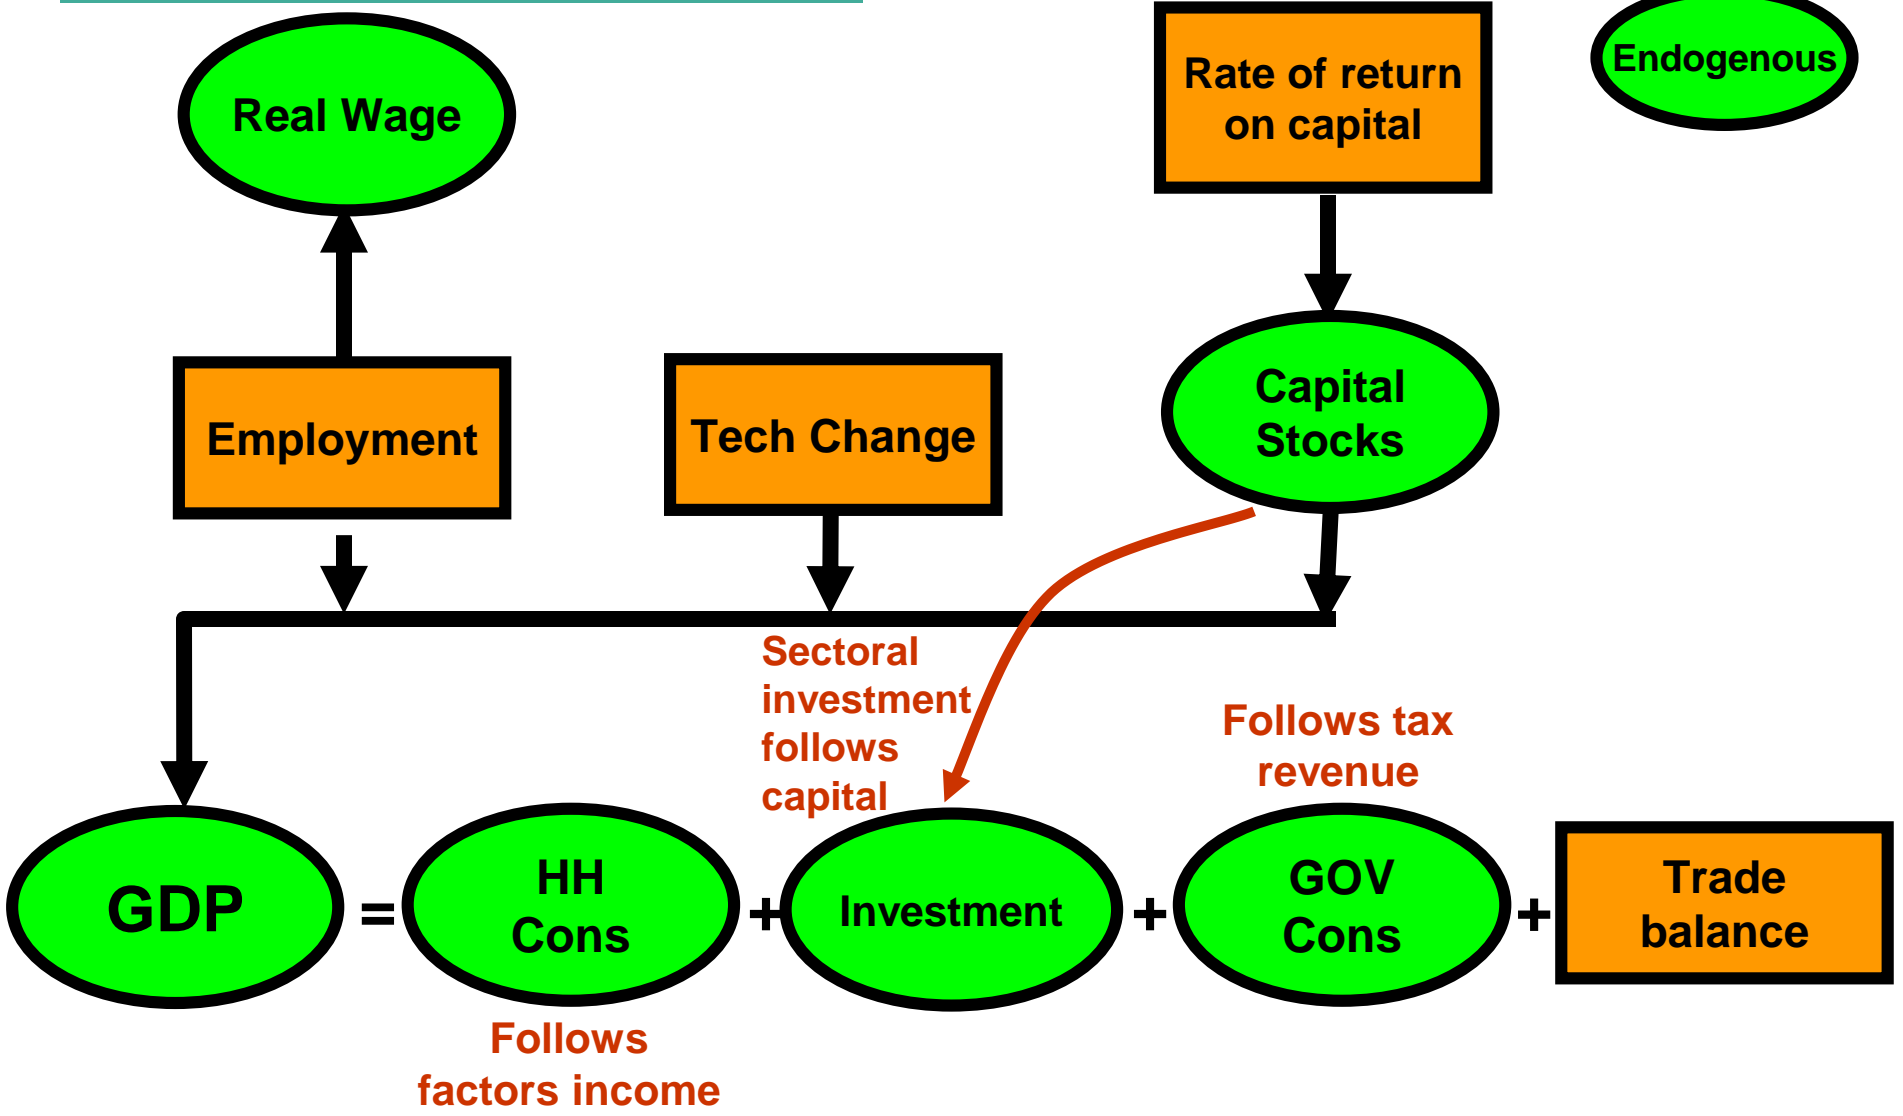 Real Wage
Rate of return
on capital
Endogenous
Employment
Tech Change
Capital
Stocks
Sectoral
investment
follows
capital
Follows tax
revenue
GDP
=
HH
Cons
+
Investment
+
GOV
Cons
+
Trade
balance
Follows
factors income